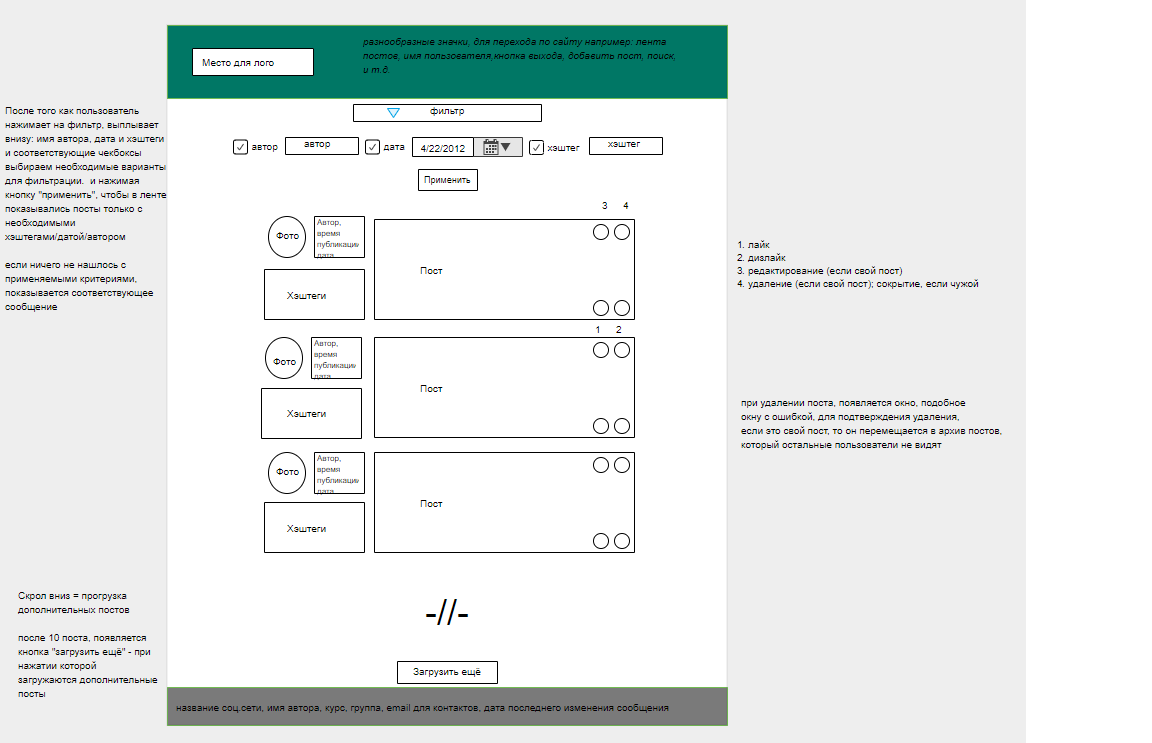 Место для лого
разнообразные значки, для перехода по сайту например: лента
постов, имя пользователя,кнопка выхода, добавить пост, поиск,
и т.д.
После того как пользователь
нажимает на фильтр, выплывает
внизу: имя автора, дата и хэштеги
и соответствующие чекбоксы
выбираем необходимые варианты
для фильтрации. и нажимая
кнопку "применить", чтобы в ленте
показывались посты только с
необходимыми
хэштегами/датой/автором
если ничего не нашлось с
применяемыми критериями,
показывается соответствующее
сообщение
фильтр
автор автор дата 4/22/2012 хэштег хэштег
Применить
3 4
Фото
Автор,
время
публикации
дата
Хэштеги
Пост
1. лайк
2. дизлайк
3. редактирование (если свой пост)
4. удаление (если свой пост); сокрытие, если чужой
1 2
Фото
Автор,
время
публикации
дата
Хэштеги
Пост
при удалении поста, появляется окно, подобное
окну с ошибкой, для подтверждения удаления,
если это свой пост, то он перемещается в архив постов,
который остальные пользователи не видят
Фото
Автор,
время
публикации
дата
Хэштеги
Пост
Скрол вниз = прогрузка
дополнительных постов
после 10 поста, появляется
кнопка "загрузить ещё" - при
нажатии которой
загружаются дополнительные
посты
-//-
Загрузить ещё
название соц.сети, имя автора, курс, группа, email для контактов, дата последнего изменения сообщения